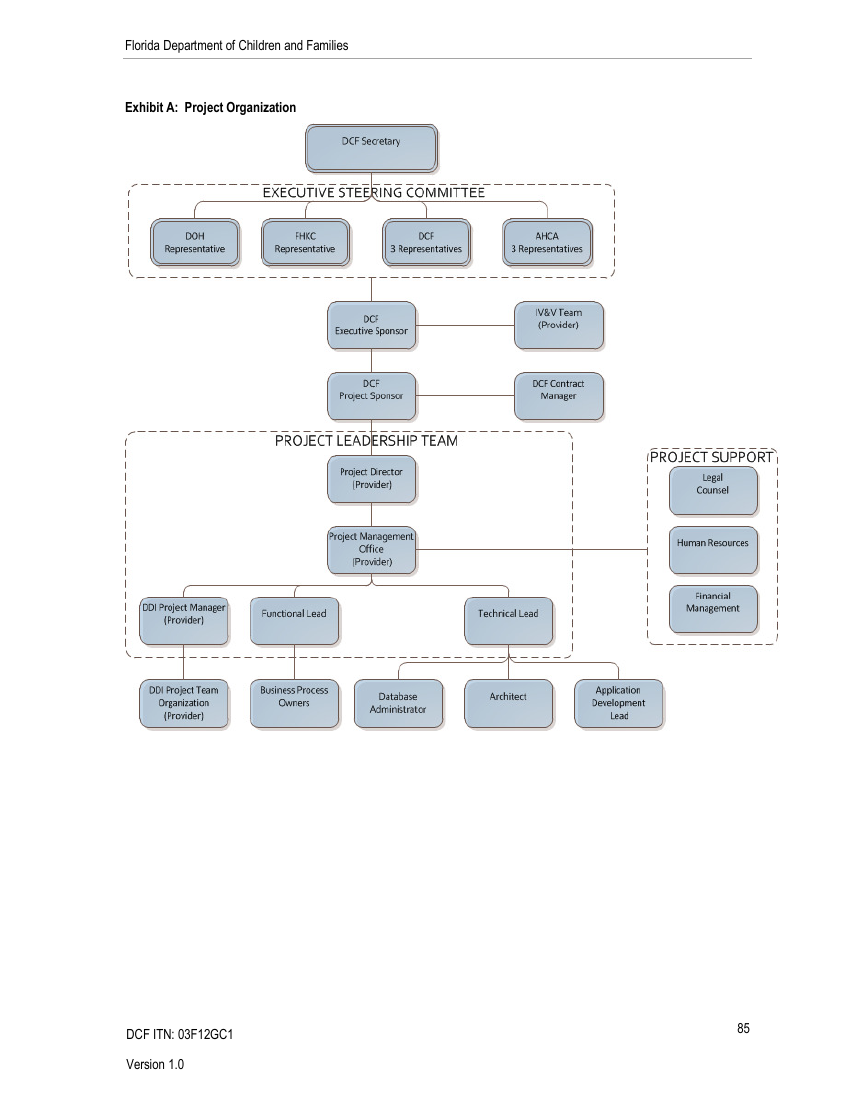 Florida Department of Children and Families
Exhibit A:  Project Organization
DCF Secretary
EXECUTIVE STEERING COMMITTEE
DOH
Representative
FHKC
Representative
DCF
3 Representatives
AHCA
3 Representatives
DCF
Executive Sponsor
IV&V Team
(Provider)
DCF
Project Sponsor
DCF Contract
Manager
PROJECT LEADERSHIP TEAM
Project Director
(Provider)
Project Management
Office
(Provider)
PROJECT SUPPORT
Legal
Counsel
Human Resources
Financial
Management
DDI Project Manager
(Provider)
Functional Lead
Technical Lead
DDI Project Team
Organization
(Provider)
Business Process
Owners
Database
Administrator
Architect
Application
Development
Lead
DCF ITN: 03F12GC1
85
Version 1.0